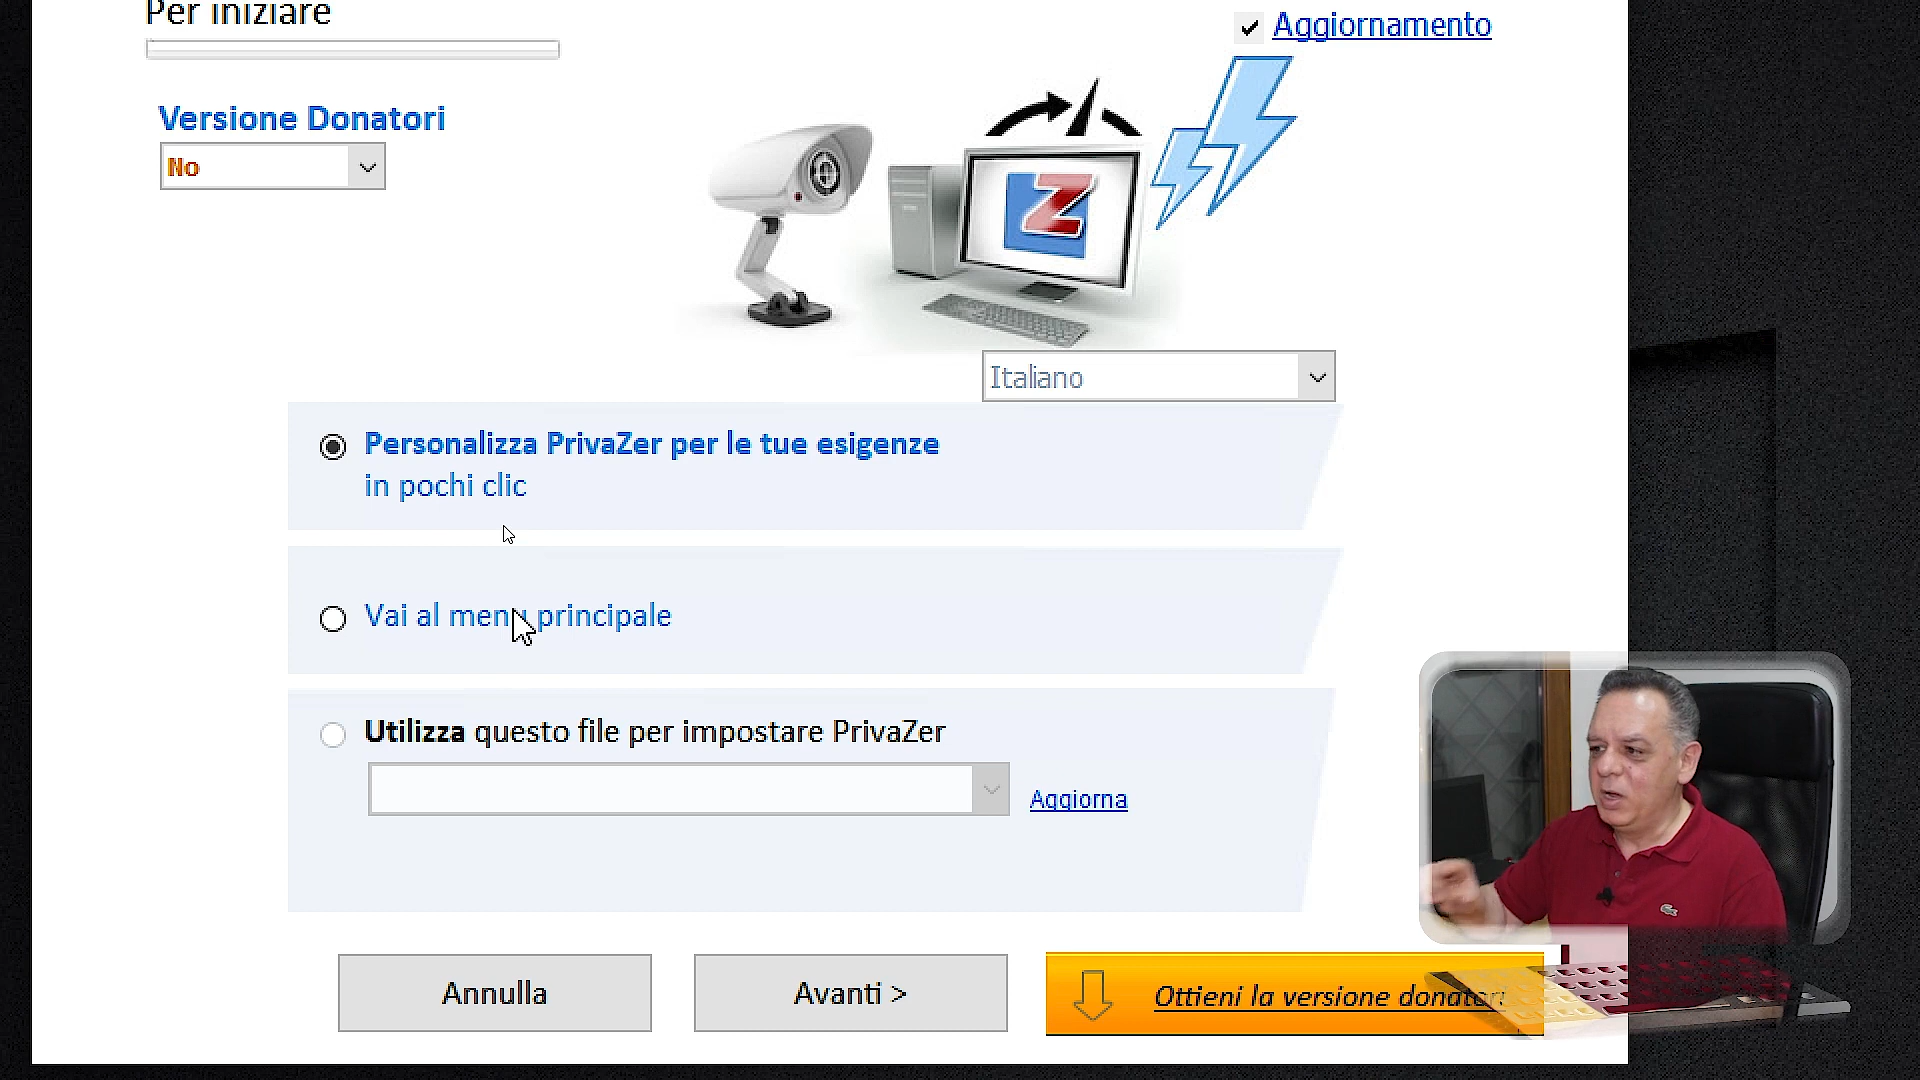 Per iniziare
Aggiornamento
Versione Donatori
No
Z
Italiano
Personalizza PrivaZer per le tue esigenze
in pochi clic
Vai al menu principale
Utilizza questo file per impostare PrivaZer
Aggiorna
Annulla
Avanti >
Ottieni la versione donatori